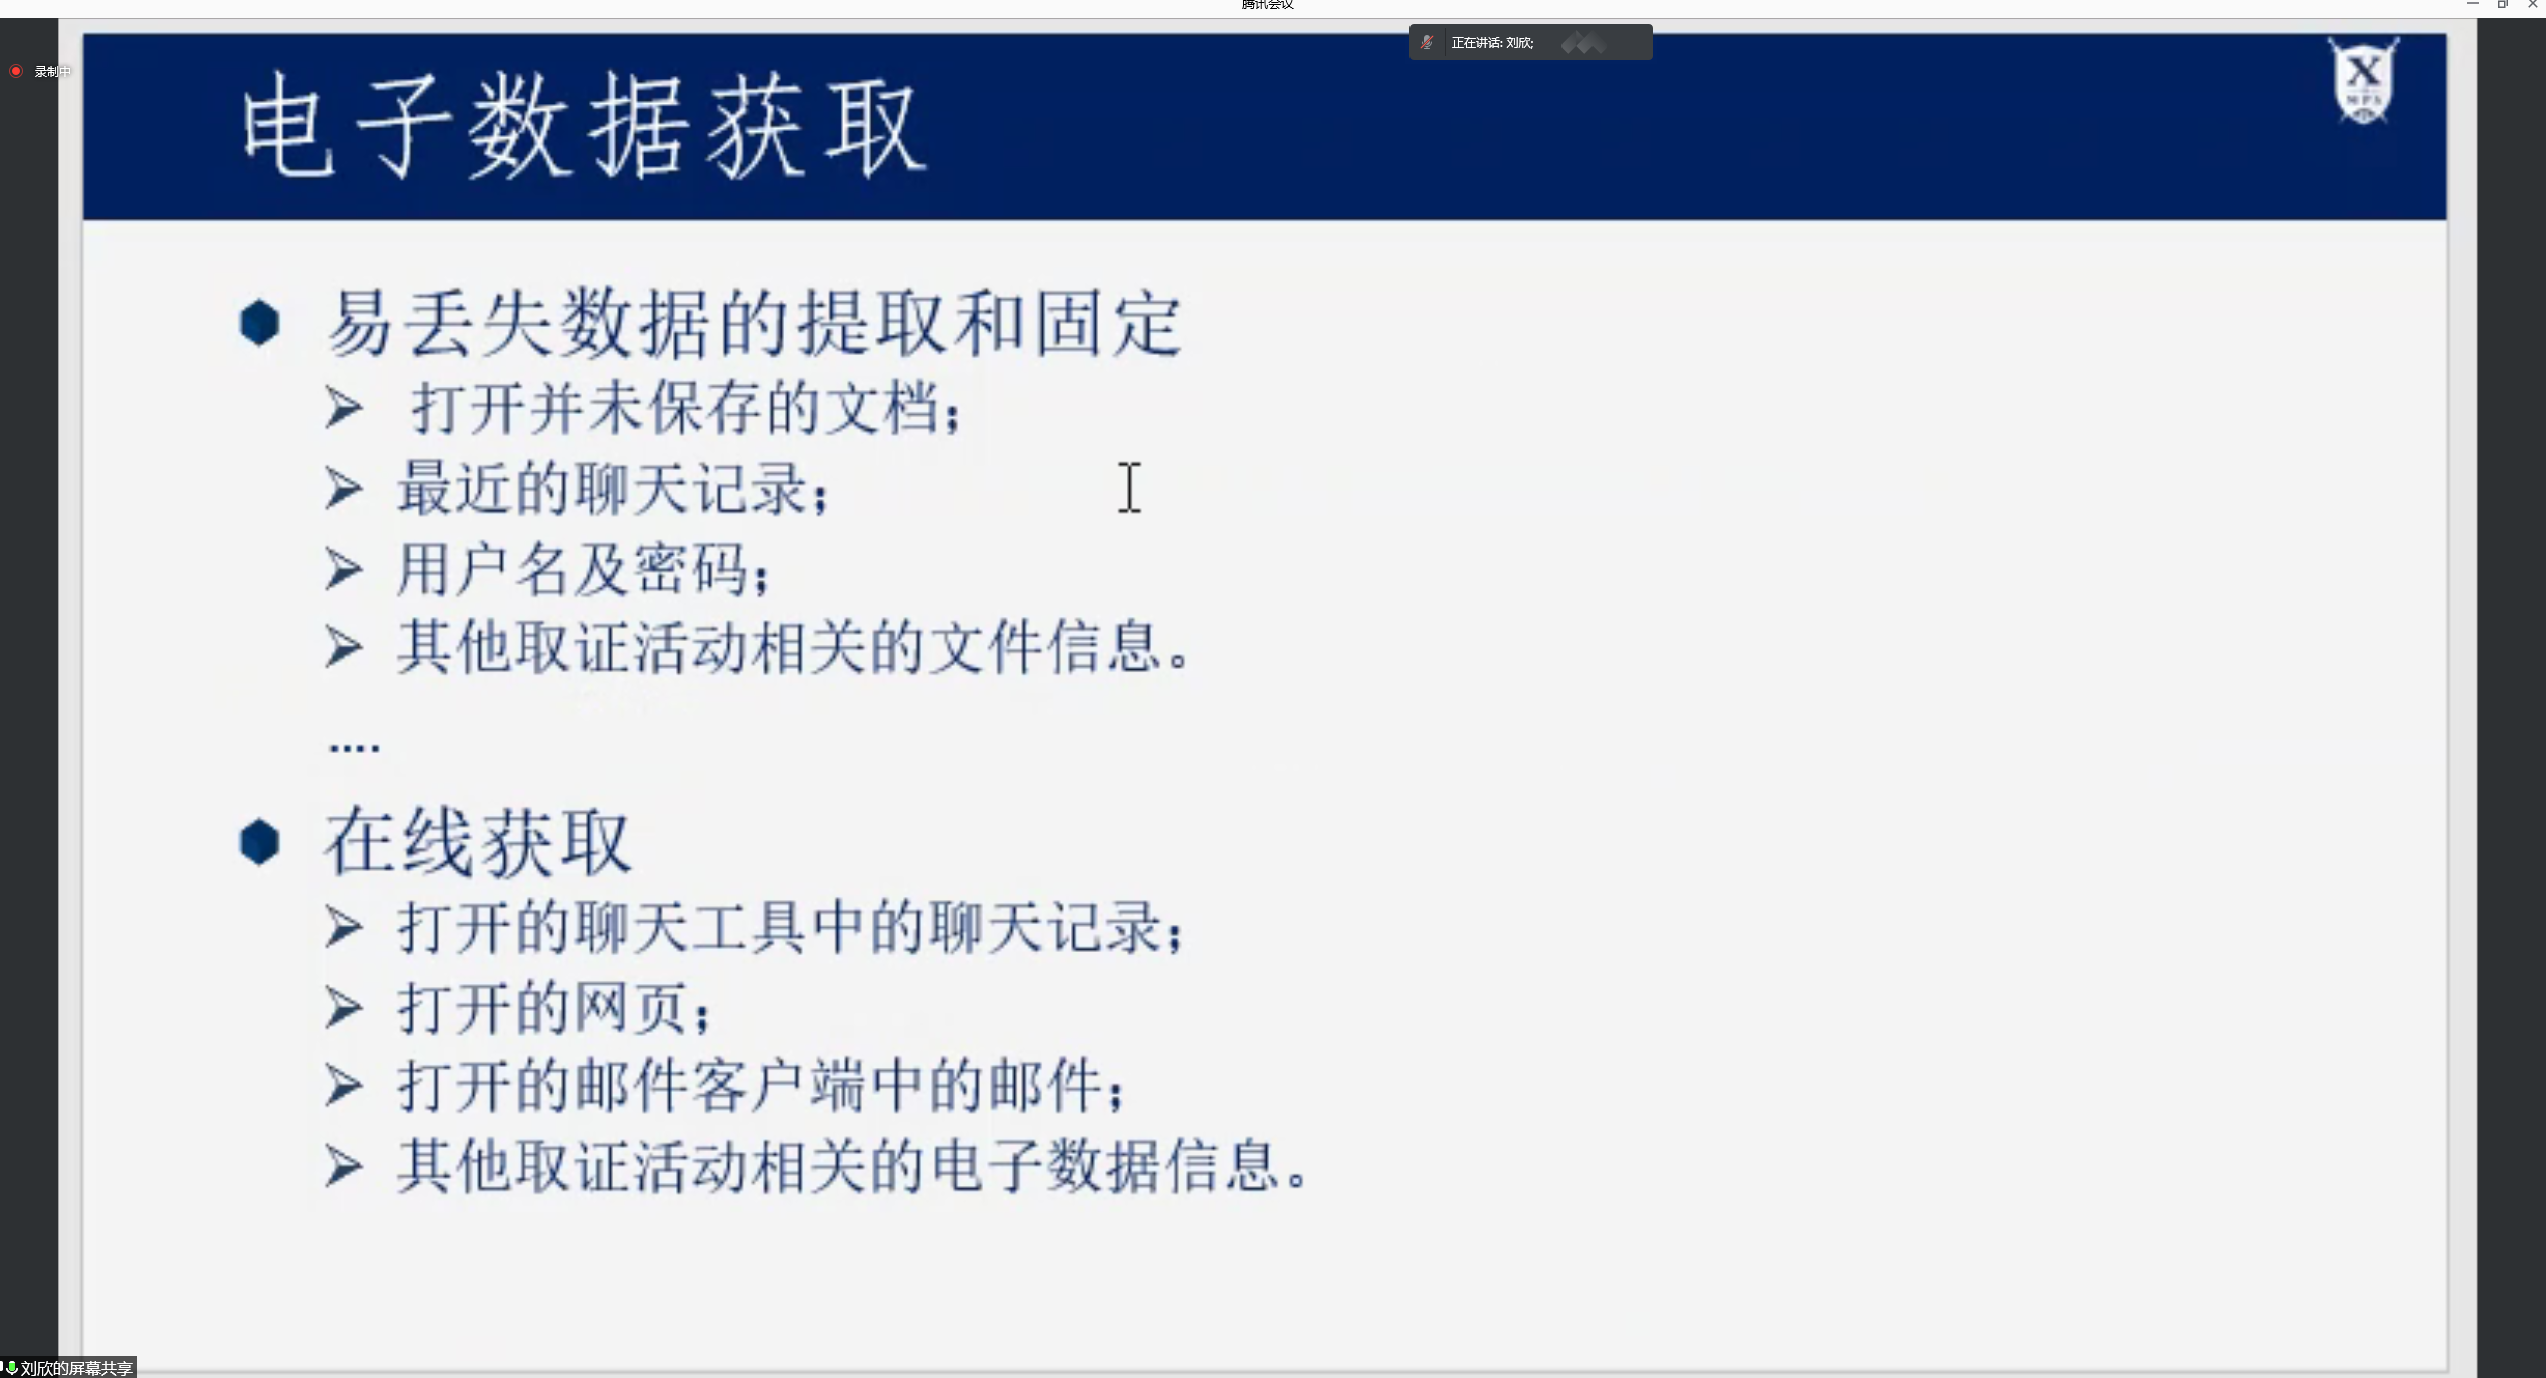 腾讯会议
正在讲话: 刘欣;
录制中
电子数据获取
X
易丢失数据的提取和固定
打开并未保存的文档;
最近的聊天记录;
用户名及密码;
其他取证活动相关的文件信息。
....
在线获取
打开的聊天工具中的聊天记录;
打开的网页;
打开的邮件客户端中的邮件;
其他取证活动相关的电子数据信息。
刘欣的屏幕共享